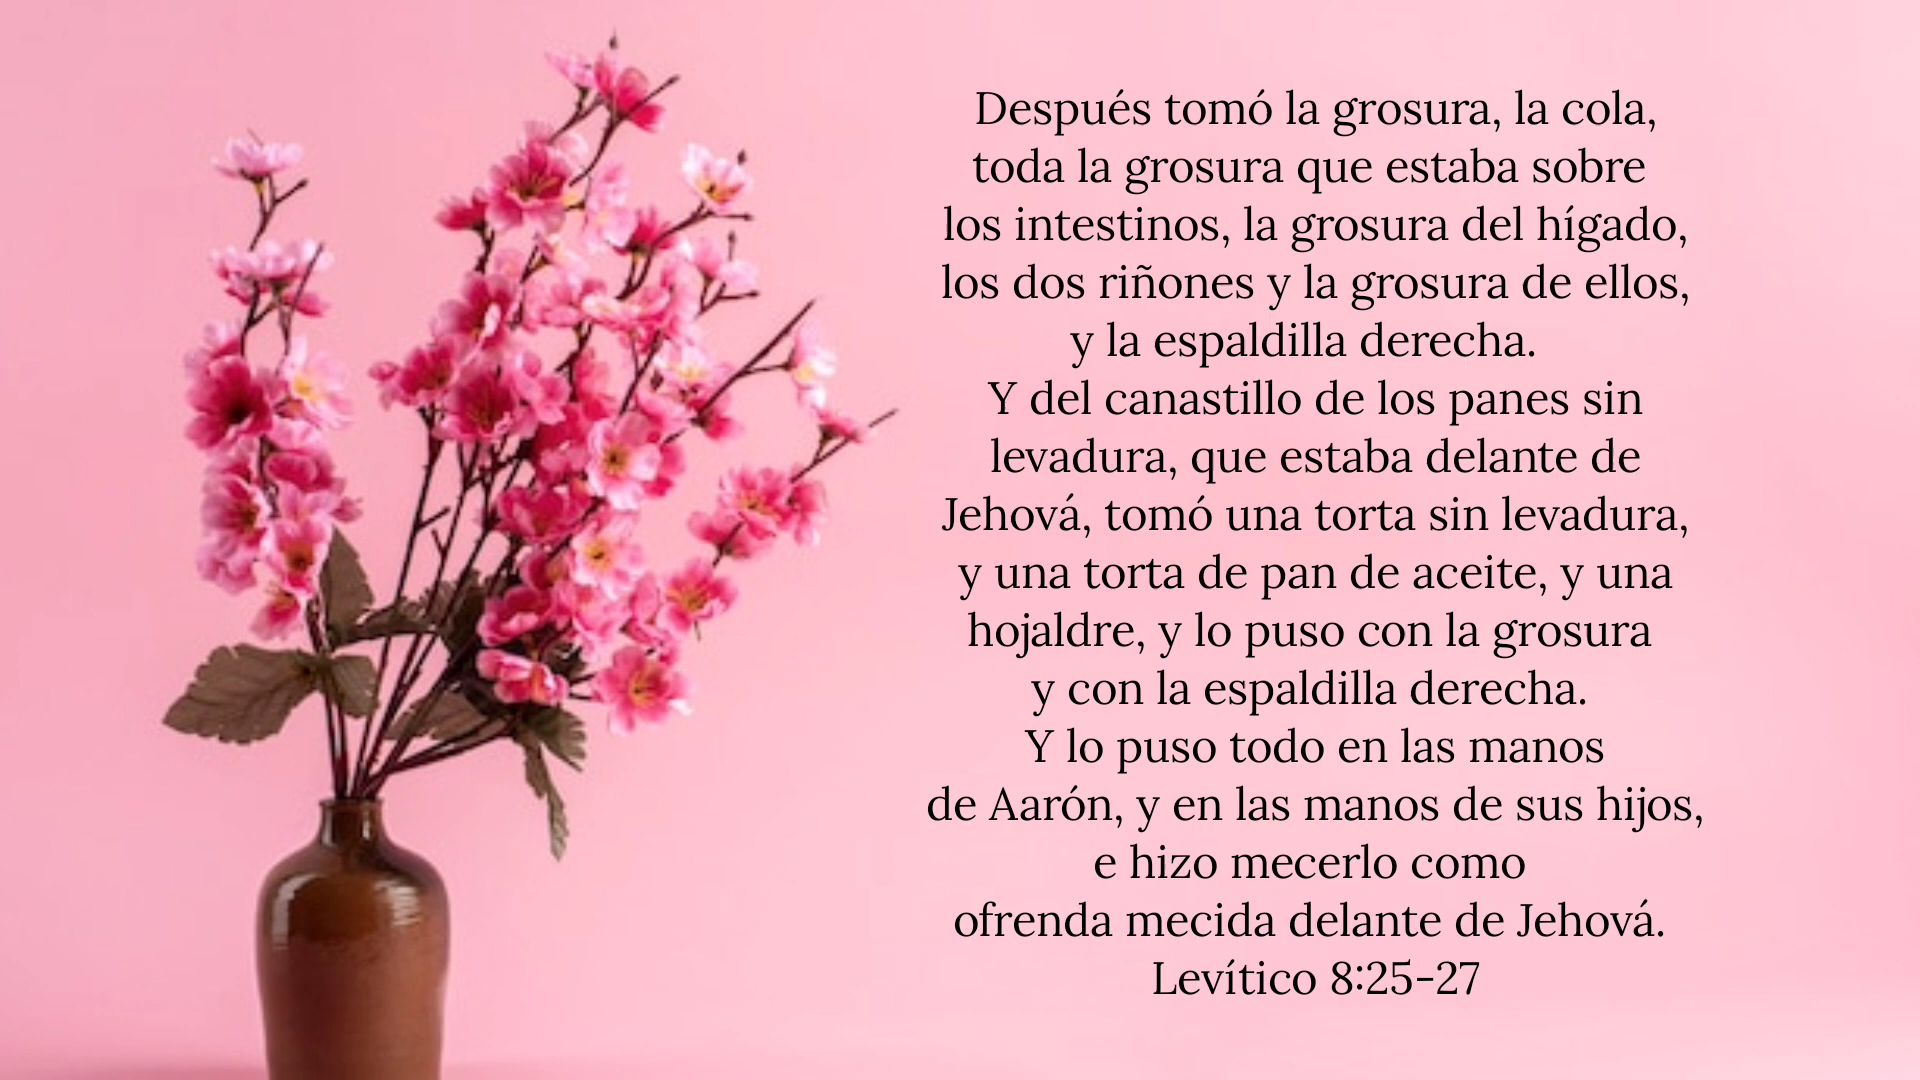 Después tomó la grosura, la cola,
toda la grosura que estaba sobre
los intestinos, la grosura del hígado,
los dos riñones y la grosura de ellos,
y la espaldilla derecha.
Y del canastillo de los panes sin
levadura, que estaba delante de
Jehová, tomó una torta sin levadura,
y una torta de pan de aceite, y una
hojaldre, y lo puso con la grosura
y con la espaldilla derecha.
Y lo puso todo en las manos
de Aarón, y en las manos de sus hijos,
e hizo mecerlo como
ofrenda mecida delante de Jehová.
Levítico 8:25-27